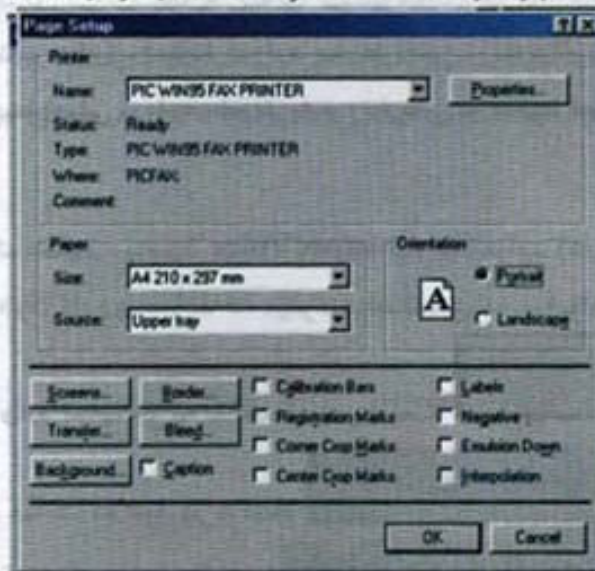 Page Setup
Printer
Name: PIC WIN95 FAX PRINTER Properties...
Status: Ready
Type: PIC WIN95 FAX PRINTER
Where: PICFAX:
Comment:
Paper
Size: A4 210 x 297 mm
Source: Upper tray
Orientation
A
Portrait
Landscape
Screens... Border... Calibration Bars Labels
Transfer... Bleed... Registration Marks Negative
Corner Crop Marks Emulsion Down
Background... Caption Center Crop Marks Interpolation
OK Cancel